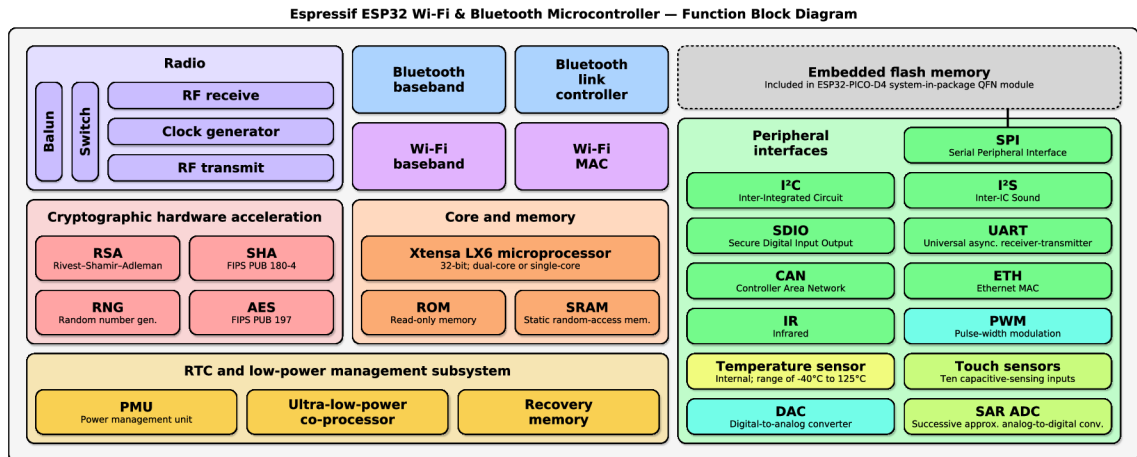 Espressif ESP32 Wi-Fi & Bluetooth Microcontroller — Function Block Diagram
Radio
Balun
Switch
RF receive
Clock generator
RF transmit
Bluetooth
baseband
Bluetooth
link
controller
Wi-Fi
baseband
Wi-Fi
MAC
Embedded flash memory
Included in ESP32-PICO-D4 system-in-package QFN module
Cryptographic hardware acceleration
RSA
Rivest–Shamir–Adleman
SHA
FIPS PUB 180-4
RNG
Random number gen.
AES
FIPS PUB 197
Core and memory
Xtensa LX6 microprocessor
32-bit; dual-core or single-core
ROM
Read-only memory
SRAM
Static random-access mem.
RTC and low-power management subsystem
PMU
Power management unit
Ultra-low-power
co-processor
Recovery
memory
Peripheral
interfaces
SPI
Serial Peripheral Interface
I²C
Inter-Integrated Circuit
I²S
Inter-IC Sound
SDIO
Secure Digital Input Output
UART
Universal async. receiver-transmitter
CAN
Controller Area Network
ETH
Ethernet MAC
IR
Infrared
PWM
Pulse-width modulation
Temperature sensor
Internal; range of -40°C to 125°C
Touch sensors
Ten capacitive-sensing inputs
DAC
Digital-to-analog converter
SAR ADC
Successive approx. analog-to-digital conv.